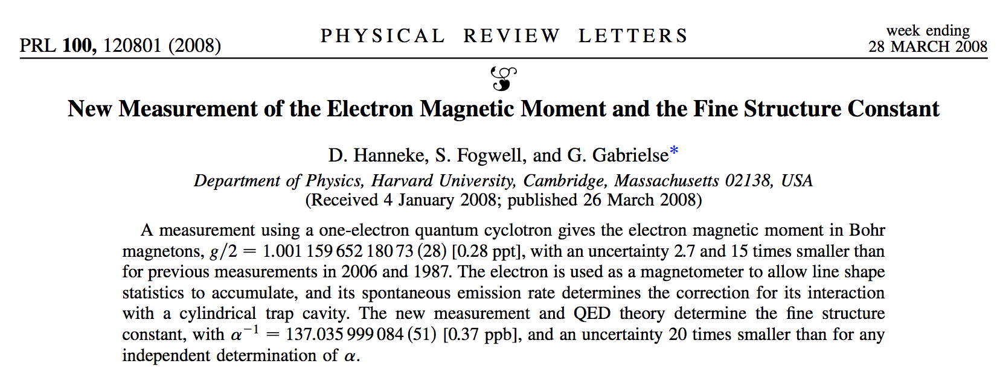 PRL 100, 120801 (2008)
PHYSICAL REVIEW LETTERS
week ending
28 MARCH 2008
New Measurement of the Electron Magnetic Moment and the Fine Structure Constant
D. Hanneke, S. Fogwell, and G. Gabrielse*
Department of Physics, Harvard University, Cambridge, Massachusetts 02138, USA
(Received 4 January 2008; published 26 March 2008)
A measurement using a one-electron quantum cyclotron gives the electron magnetic moment in Bohr
magnetons, g/2 = 1.001 159 652 180 73 (28) [0.28 ppt], with an uncertainty 2.7 and 15 times smaller than
for previous measurements in 2006 and 1987. The electron is used as a magnetometer to allow line shape
statistics to accumulate, and its spontaneous emission rate determines the correction for its interaction
with a cylindrical trap cavity. The new measurement and QED theory determine the fine structure
constant, with α⁻¹ = 137.035 999 084 (51) [0.37 ppb], and an uncertainty 20 times smaller than for any
independent determination of α.